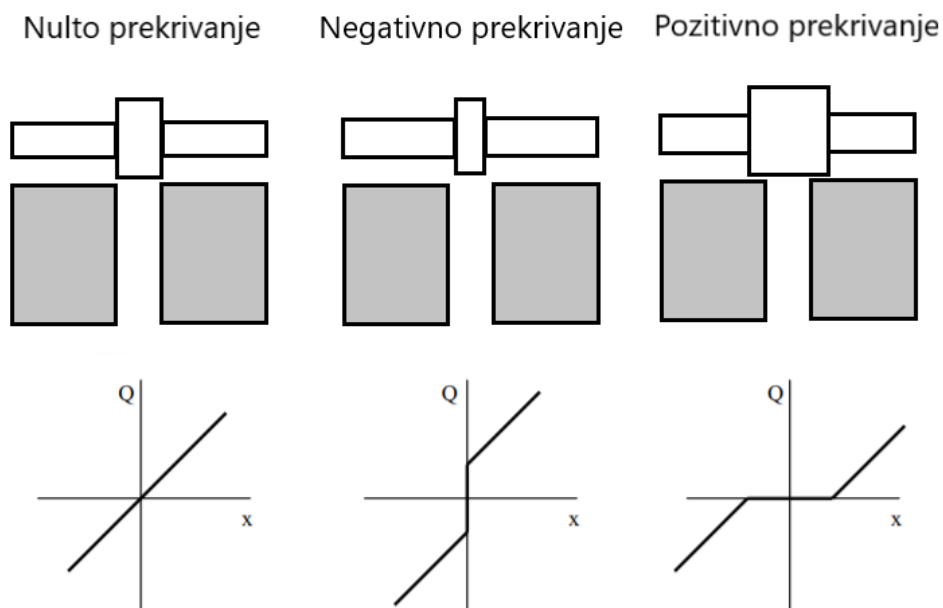 Nulto prekrivanje
Negativno prekrivanje
Pozitivno prekrivanje
Q
x
Q
x
Q
x